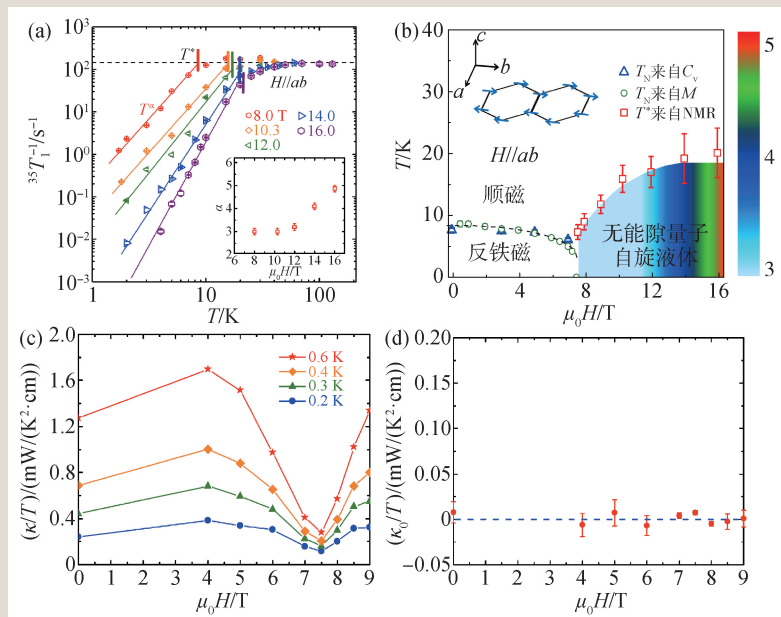 (a)
10³
10²
10¹
10⁰
10⁻¹
10⁻²
10⁻³
³⁵T₁⁻¹/s⁻¹
T*
H//ab
Tᵅ
8.0 T
10.3
12.0
14.0
16.0
α
6
5
4
3
2
6 8 10 12 14 16
μ₀H/T
1 10 100
T/K
(b)
40
30
20
10
0
T/K
c
b
a
T_N来自C_v
T_N来自M
T*来自NMR
H//ab
顺磁
反铁磁
无能隙量子
自旋液体
0 4 8 12 16
μ₀H/T
5
4
3
(c)
2.0
1.6
1.2
0.8
0.4
0
(κ/T)/(mW/(K²·cm))
0.6 K
0.4 K
0.3 K
0.2 K
0 1 2 3 4 5 6 7 8 9
μ₀H/T
(d)
0.20
0.15
0.10
0.05
0
−0.05
(κ₀/T)/(mW/(K²·cm))
0 1 2 3 4 5 6 7 8 9
μ₀H/T